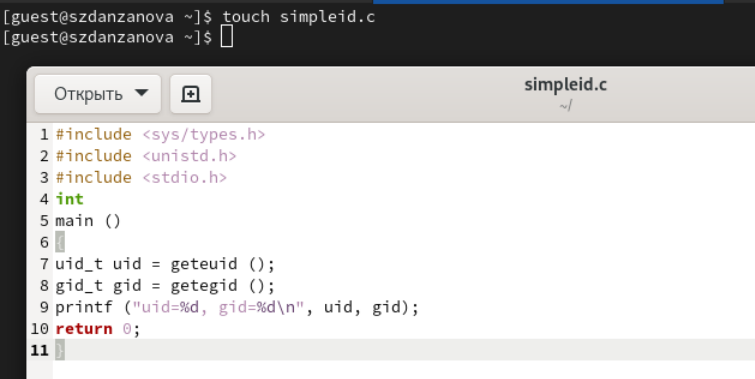 [guest@szdanzanova ~]$ touch simpleid.c
[guest@szdanzanova ~]$
Открыть
simpleid.c
~/
1 #include <sys/types.h>
2 #include <unistd.h>
3 #include <stdio.h>
4 int
5 main ()
6 {
7 uid_t uid = geteuid ();
8 gid_t gid = getegid ();
9 printf ("uid=%d, gid=%d\n", uid, gid);
10 return 0;
11 }